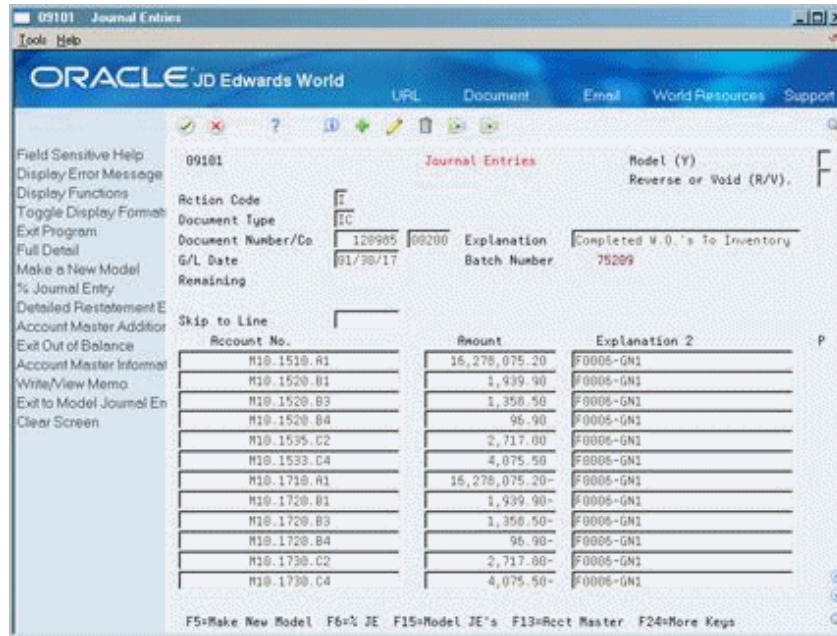 09101 Journal Entries
Tools Help
ORACLE JD Edwards World
URL Document Email World Resources Support
Field Sensitive Help
Display Error Message
Display Functions
Toggle Display Format
Exit Program
Full Detail
Make a New Model
% Journal Entry
Detailed Restatement E
Account Master Addition
Exit Out of Balance
Account Master Informat
Write/View Memo
Exit to Model Journal En
Clear Screen
09101 Journal Entries Model (Y)
Reverse or Void (R/V).
Action Code I
Document Type IC
Document Number/Co 120905 00200 Explanation Completed W.O.'s To Inventory
G/L Date 01/30/17 Batch Number 75209
Remaining
Skip to Line
Account No. Amount Explanation 2 P
M10.1510.A1 16,278,075.20 F0006-GN1
M10.1520.B1 1,939.90 F0006-GN1
M10.1520.B3 1,358.50 F0006-GN1
M10.1520.B4 96.90 F0006-GN1
M10.1535.C2 2,717.00 F0006-GN1
M10.1533.C4 4,075.50 F0006-GN1
M10.1710.A1 16,278,075.20- F0006-GN1
M10.1720.B1 1,939.90- F0006-GN1
M10.1720.B3 1,358.50- F0006-GN1
M10.1720.B4 96.90- F0006-GN1
M10.1730.C2 2,717.00- F0006-GN1
M10.1730.C4 4,075.50- F0006-GN1
F5=Make New Model F6=% JE F15=Model JE's F13=Acct Master F24=More Keys